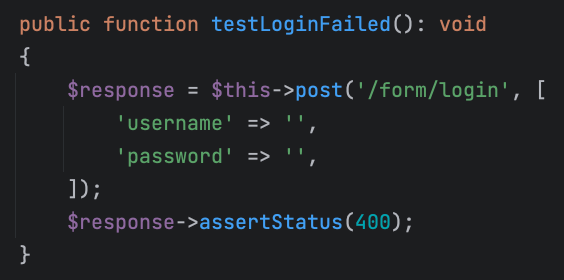 public function testLoginFailed(): void
{
    $response = $this->post('/form/login', [
        'username' => '',
        'password' => '',
    ]);
    $response->assertStatus(400);
}